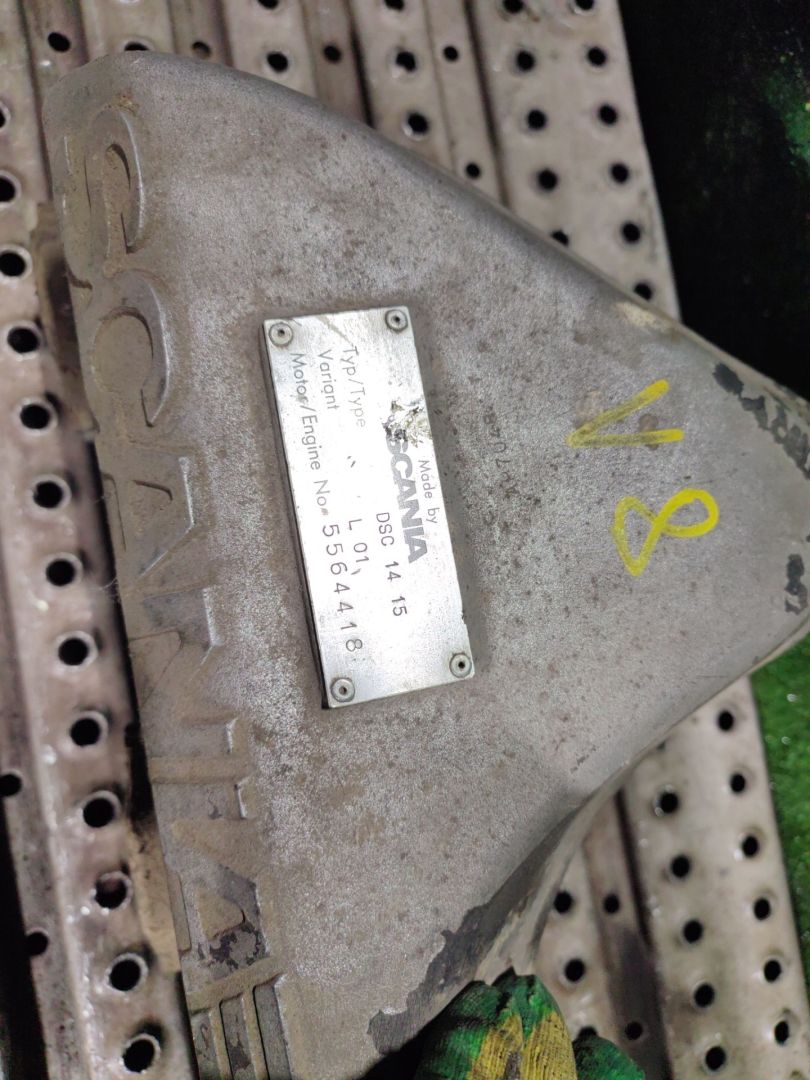 SCANIA
Made by
SCANIA
Typ/Type DSC 14 15
Variant L 01
Motor/Engine No. 5564418
V8